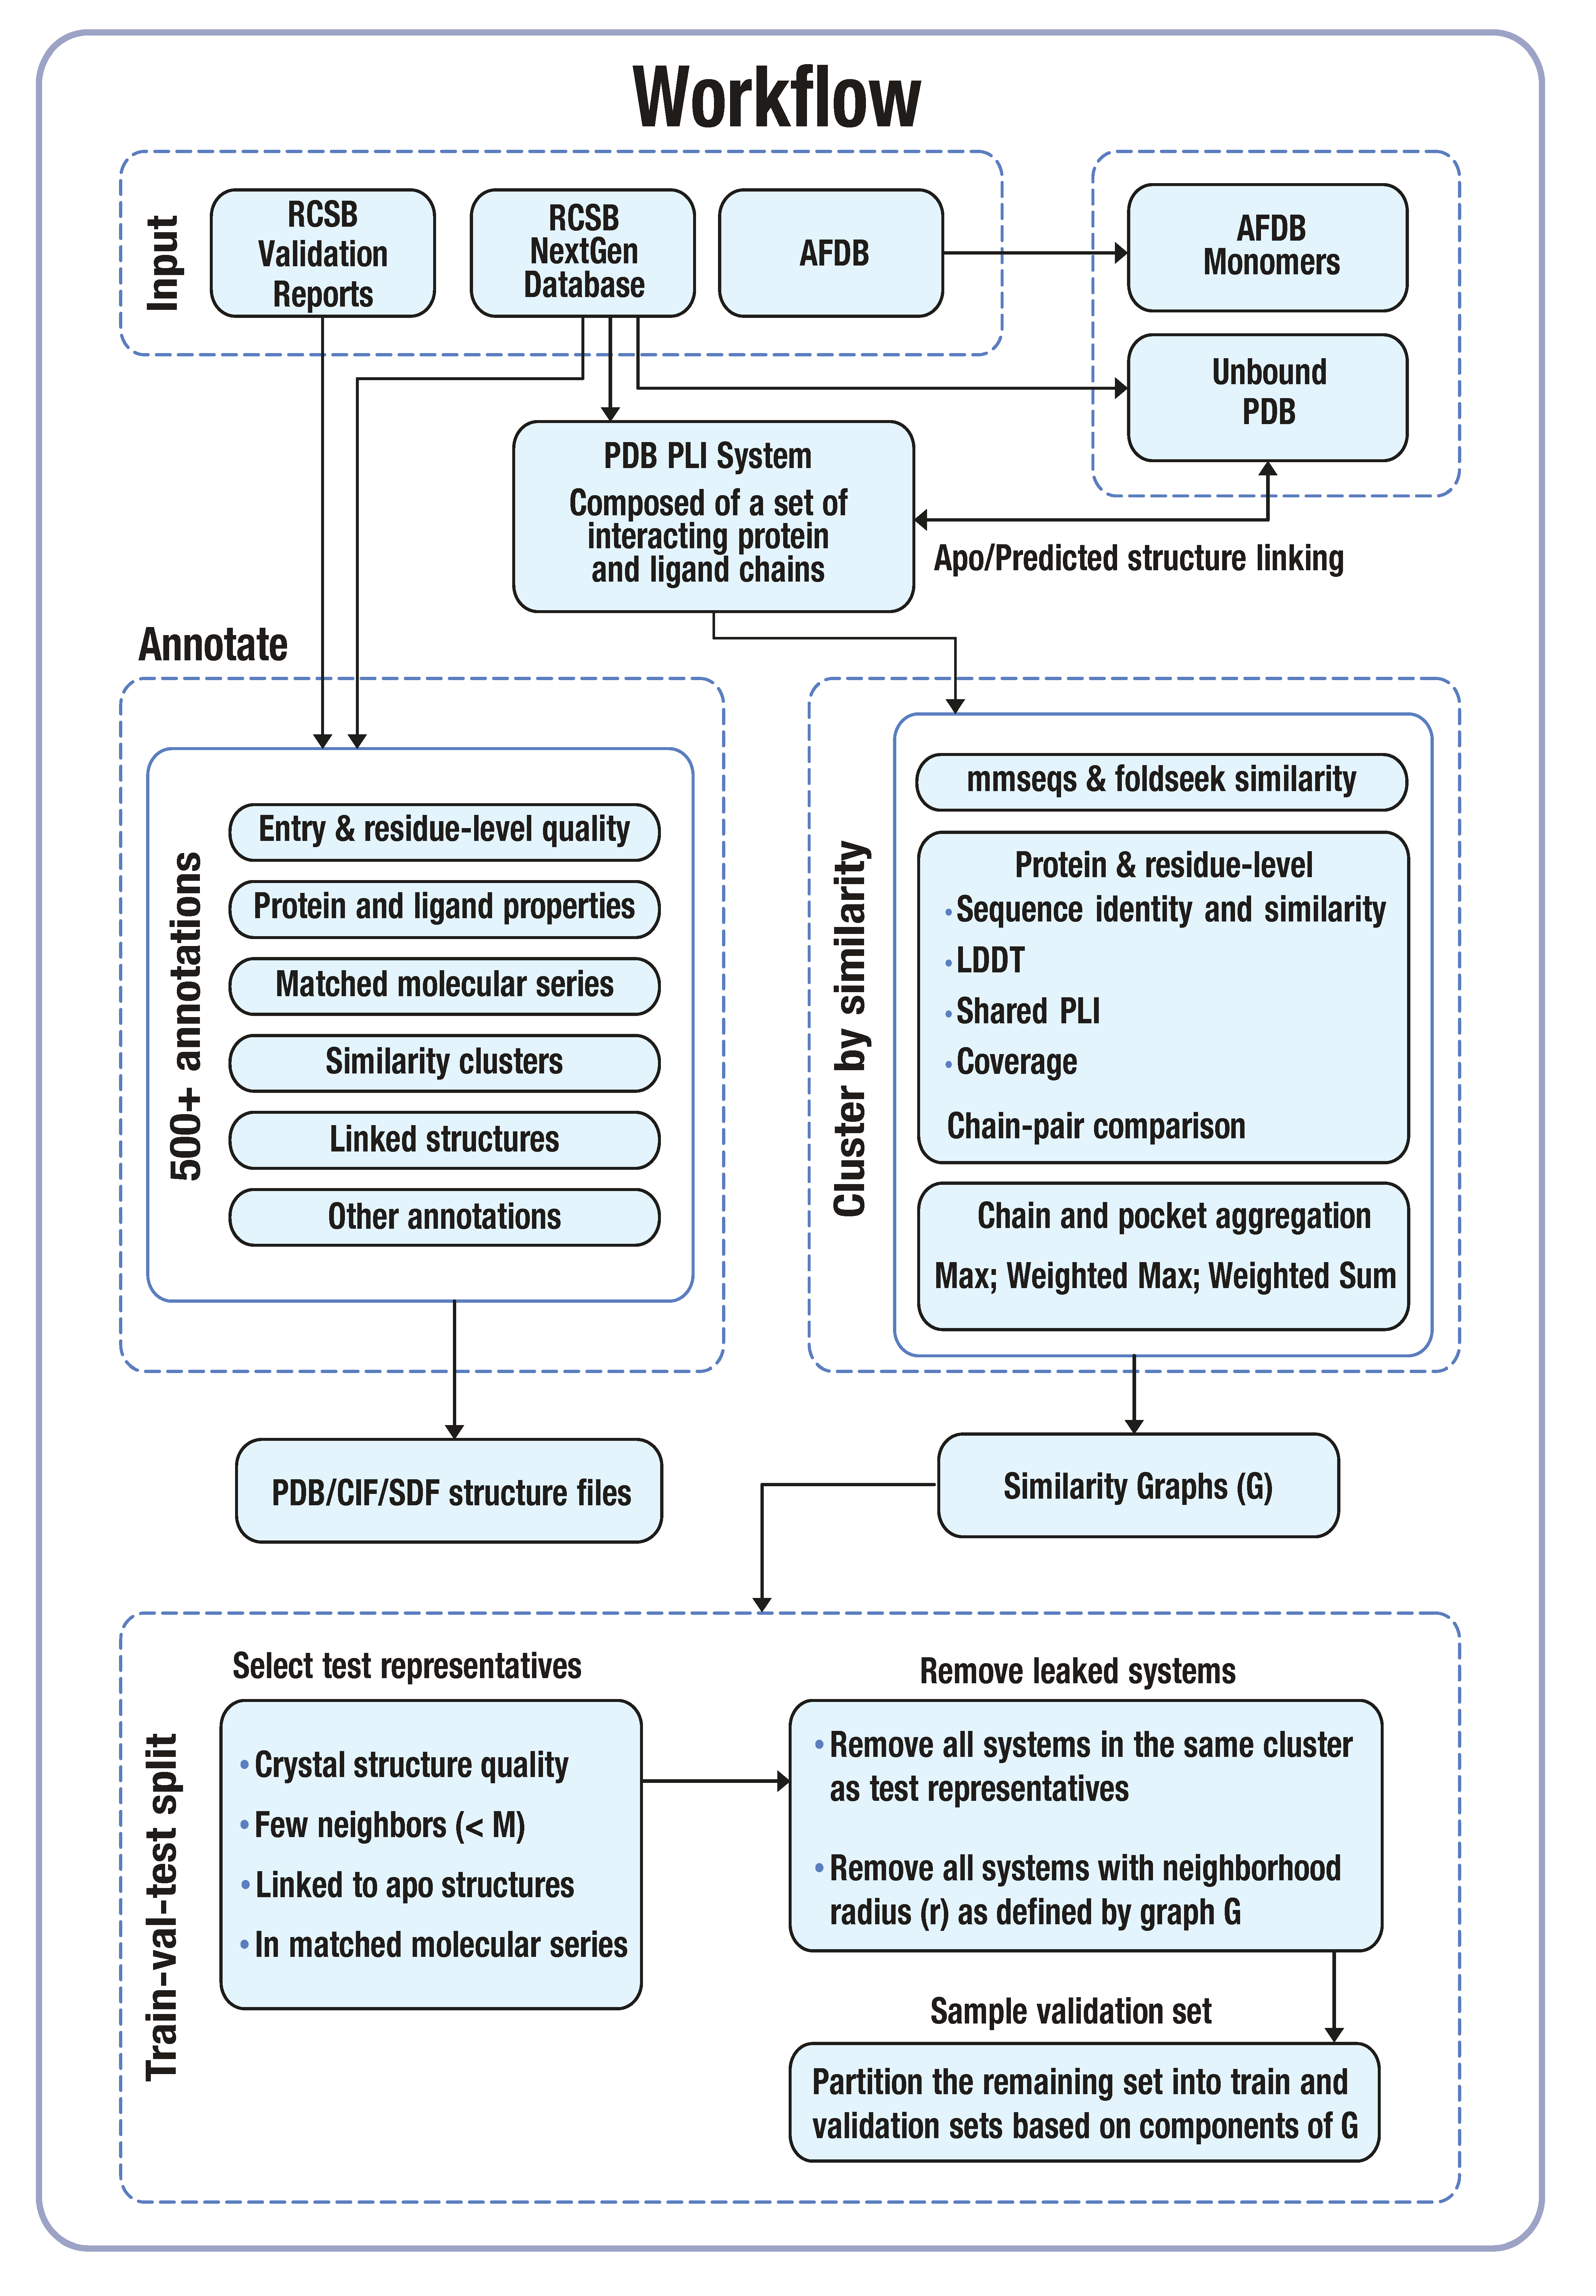 Workflow
Input
RCSB
Validation
Reports
RCSB
NextGen
Database
AFDB
AFDB
Monomers
Unbound
PDB
PDB PLI System
Composed of a set of
interacting protein
and ligand chains
Apo/Predicted structure linking
Annotate
500+ annotations
Entry & residue-level quality
Protein and ligand properties
Matched molecular series
Similarity clusters
Linked structures
Other annotations
PDB/CIF/SDF structure files
Cluster by similarity
mmseqs & foldseek similarity
Protein & residue-level
• Sequence identity and similarity
• LDDT
• Shared PLI
• Coverage
Chain-pair comparison
Chain and pocket aggregation
Max; Weighted Max; Weighted Sum
Similarity Graphs (G)
Train-val-test split
Select test representatives
• Crystal structure quality
• Few neighbors (< M)
• Linked to apo structures
• In matched molecular series
Remove leaked systems
• Remove all systems in the same cluster
as test representatives
• Remove all systems with neighborhood
radius (r) as defined by graph G
Sample validation set
Partition the remaining set into train and
validation sets based on components of G